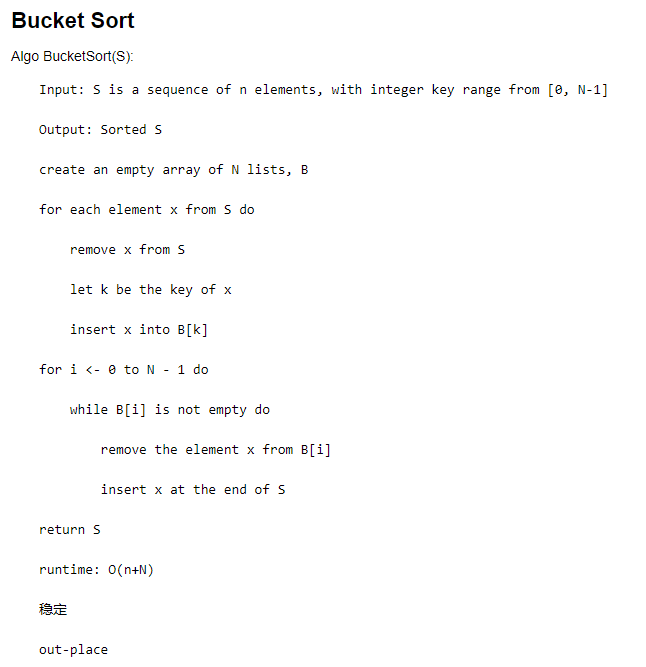 Bucket Sort
Algo BucketSort(S):
Input: S is a sequence of n elements, with integer key range from [0, N-1]
Output: Sorted S
create an empty array of N lists, B
for each element x from S do
remove x from S
let k be the key of x
insert x into B[k]
for i <- 0 to N - 1 do
while B[i] is not empty do
remove the element x from B[i]
insert x at the end of S
return S
runtime: O(n+N)
稳定
out-place